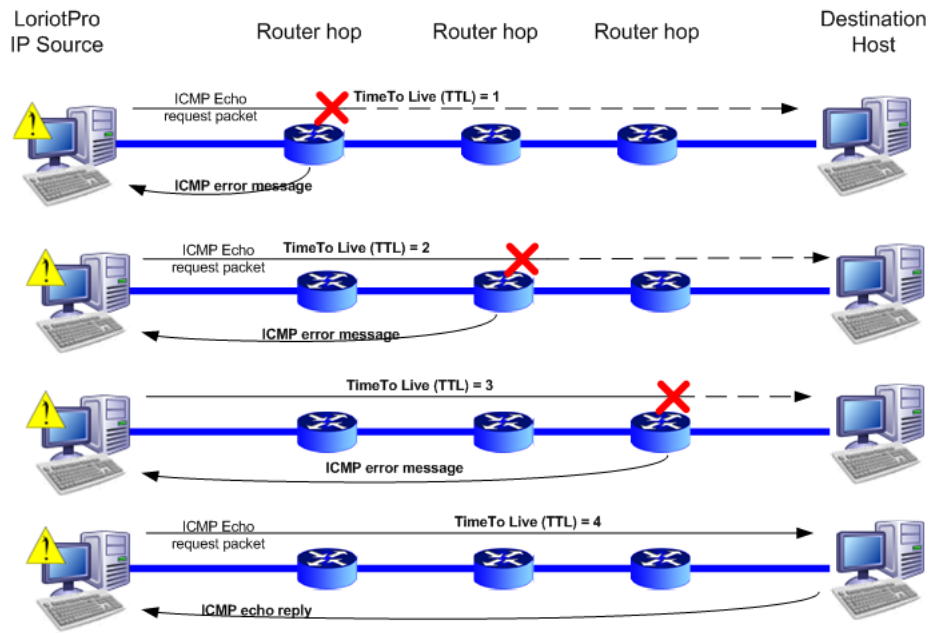 LoriotPro
IP Source
Router hop
Router hop
Router hop
Destination
Host
ICMP Echo
request packet
TimeTo Live (TTL) = 1
ICMP error message
ICMP Echo
request packet
TimeTo Live (TTL) = 2
ICMP error message
TimeTo Live (TTL) = 3
ICMP error message
ICMP Echo
request packet
TimeTo Live (TTL) = 4
ICMP echo reply